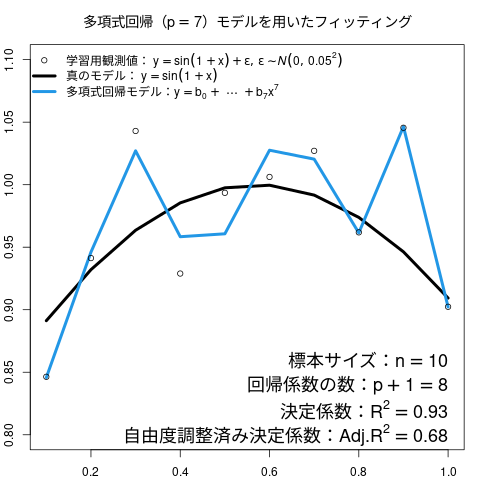 多項式回帰（p = 7）モデルを用いたフィッティング
学習用観測値： y = sin(1 + x) + ε, ε ~ N(0, 0.05²)
真のモデル： y = sin(1 + x)
多項式回帰モデル：y = b₀ + ⋯ + b₇x⁷
1.10
1.05
1.00
0.95
0.90
0.85
0.80
標本サイズ：n = 10
回帰係数の数：p + 1 = 8
決定係数：R² = 0.93
自由度調整済み決定係数：Adj.R² = 0.68
0.2 0.4 0.6 0.8 1.0